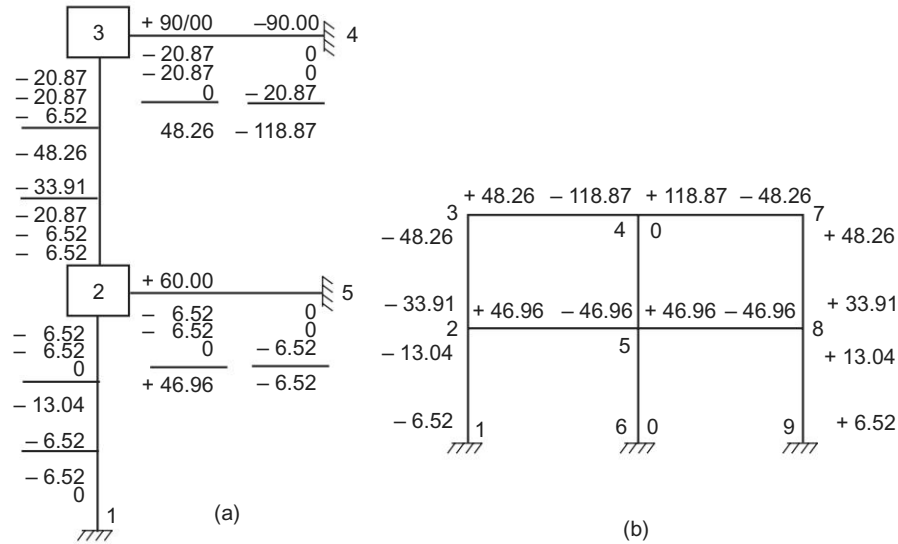 3
+ 90/00 –90.00
4
– 20.87 0
– 20.87 0
0 – 20.87
48.26 – 118.87
– 20.87
– 20.87
– 6.52
– 48.26
– 33.91
– 20.87
– 6.52
– 6.52
2
+ 60.00
5
– 6.52 0
– 6.52 0
0 – 6.52
+ 46.96 – 6.52
– 6.52
– 6.52
0
– 13.04
– 6.52
– 6.52
0
1
(a)
+ 48.26 – 118.87 + 118.87 – 48.26
3 4 0 7
– 48.26 + 48.26
– 33.91 + 46.96 – 46.96 + 46.96 – 46.96 + 33.91
2 5 8
– 13.04 + 13.04
– 6.52 1 6 0 9 + 6.52
(b)